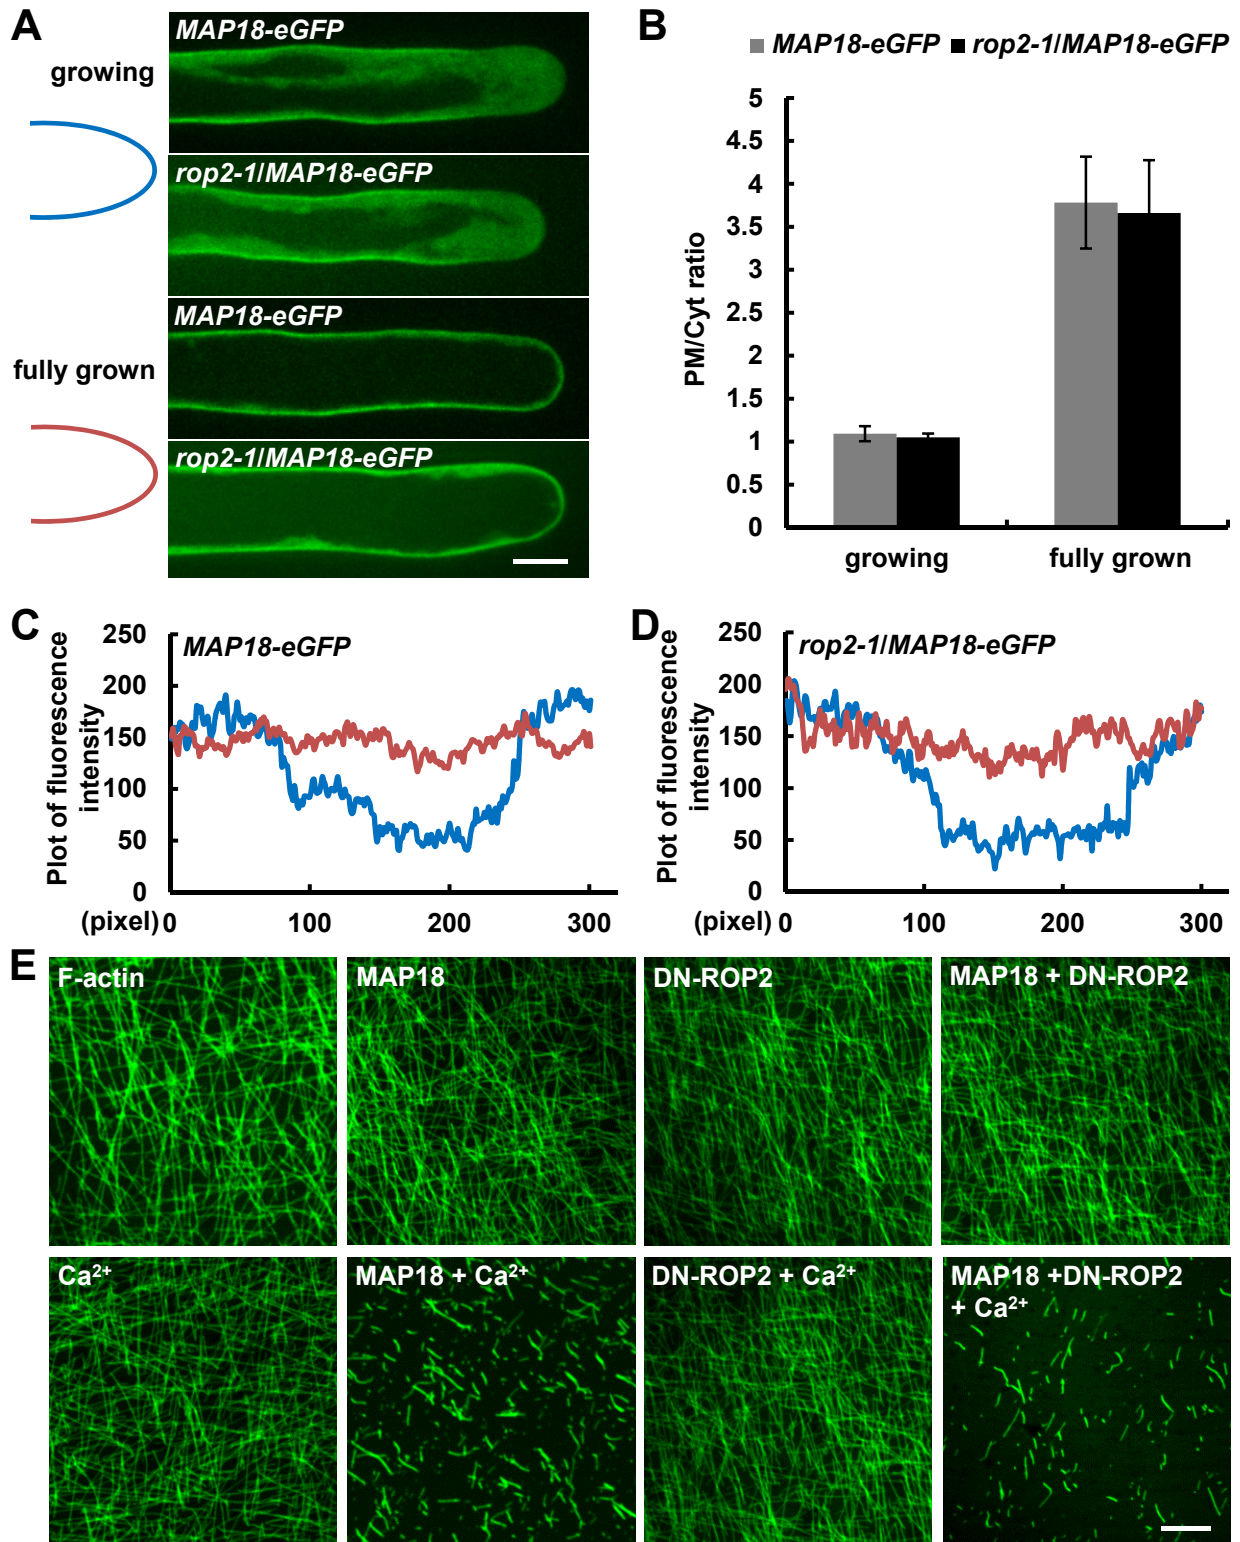 A
growing
fully grown
MAP18-eGFP
rop2-1/MAP18-eGFP
MAP18-eGFP
rop2-1/MAP18-eGFP
B
MAP18-eGFP rop2-1/MAP18-eGFP
PM/Cyt ratio
5
4.5
4
3.5
3
2.5
2
1.5
1
0.5
0
growing fully grown
C
MAP18-eGFP
Plot of fluorescence
intensity
250
200
150
100
50
0
(pixel) 0 100 200 300
D
rop2-1/MAP18-eGFP
Plot of fluorescence
intensity
250
200
150
100
50
0
(pixel) 0 100 200 300
E
F-actin
MAP18
DN-ROP2
MAP18 + DN-ROP2
Ca²⁺
MAP18 + Ca²⁺
DN-ROP2 + Ca²⁺
MAP18 +DN-ROP2
+ Ca²⁺